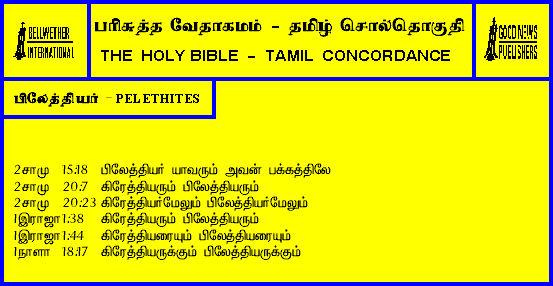 BELLWETHER
INTERNATIONAL
பரிசுத்த வேதாகமம் - தமிழ் சொல்தொகுதி
THE HOLY BIBLE - TAMIL CONCORDANCE
GOOD NEWS
PUBLISHERS
பிலேத்தியர் - PELETHITES
2சாமு 15:18 பிலேத்தியர் யாவரும் அவன் பக்கத்திலே
2சாமு 20:7 கிரேத்தியரும் பிலேத்தியரும்
2சாமு 20:23 கிரேத்தியர்மேலும் பிலேத்தியர்மேலும்
1இராஜா 1:38 கிரேத்தியரும் பிலேத்தியரும்
1இராஜா 1:44 கிரேத்தியரையும் பிலேத்தியரையும்
1நாளா 18:17 கிரேத்தியருக்கும் பிலேத்தியருக்கும்